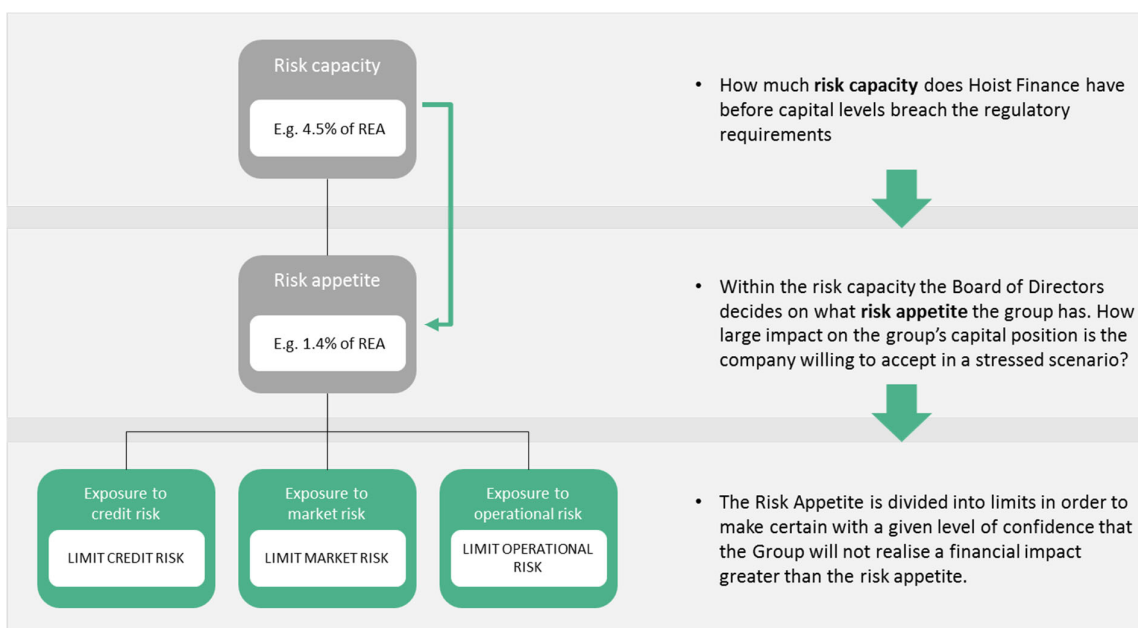 Risk capacity
E.g. 4.5% of REA
• How much risk capacity does Hoist Finance have
before capital levels breach the regulatory
requirements
Risk appetite
E.g. 1.4% of REA
• Within the risk capacity the Board of Directors
decides on what risk appetite the group has. How
large impact on the group’s capital position is the
company willing to accept in a stressed scenario?
Exposure to
credit risk
LIMIT CREDIT RISK
Exposure to
market risk
LIMIT MARKET RISK
Exposure to
operational risk
LIMIT OPERATIONAL
RISK
• The Risk Appetite is divided into limits in order to
make certain with a given level of confidence that
the Group will not realise a financial impact
greater than the risk appetite.